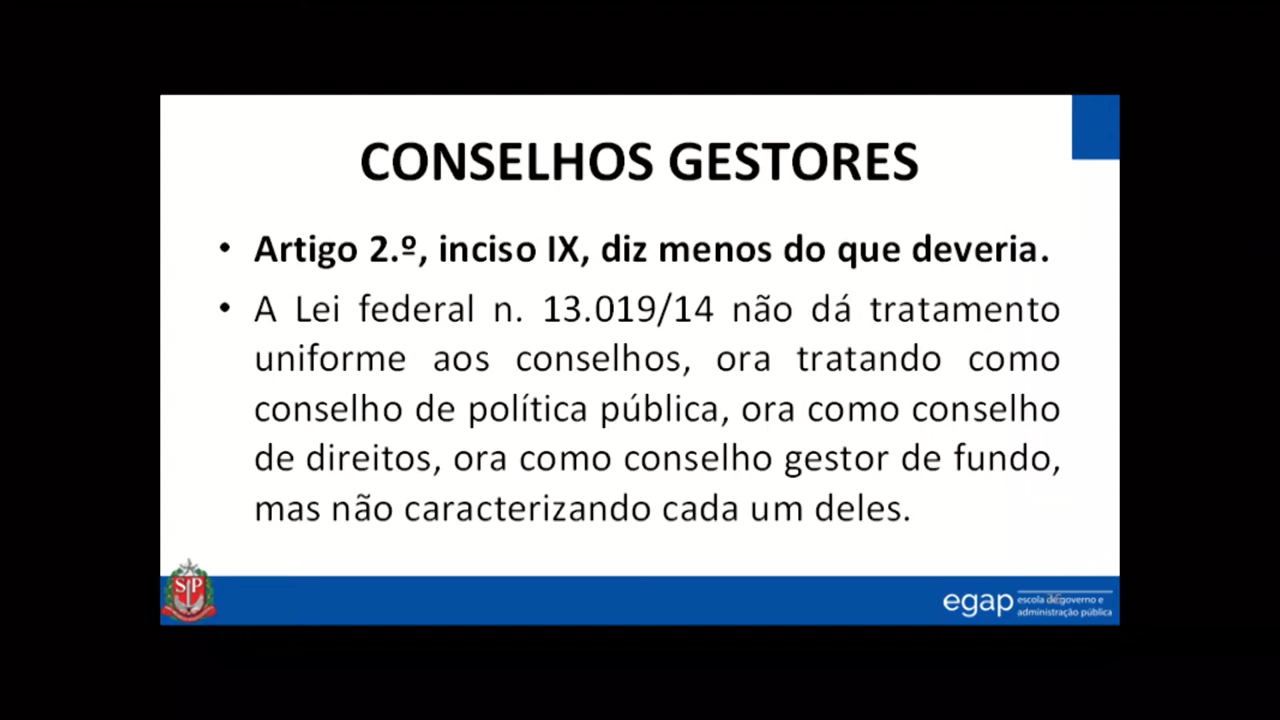 CONSELHOS GESTORES
• Artigo 2.º, inciso IX, diz menos do que deveria.
• A Lei federal n. 13.019/14 não dá tratamento
uniforme aos conselhos, ora tratando como
conselho de política pública, ora como conselho
de direitos, ora como conselho gestor de fundo,
mas não caracterizando cada um deles.
SP
egap
escola de governo e
administração pública